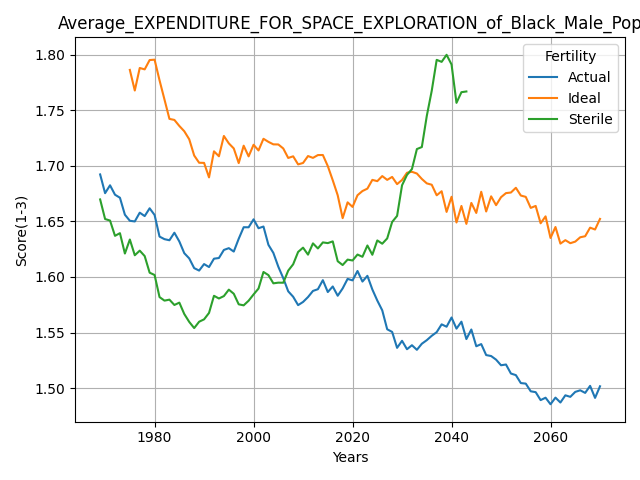 Average_EXPENDITURE_FOR_SPACE_EXPLORATION_of_Black_Male_Pop
Fertility
Actual
Ideal
Sterile
1.80
1.75
1.70
1.65
1.60
1.55
1.50
Score(1-3)
1980
2000
2020
2040
2060
Years